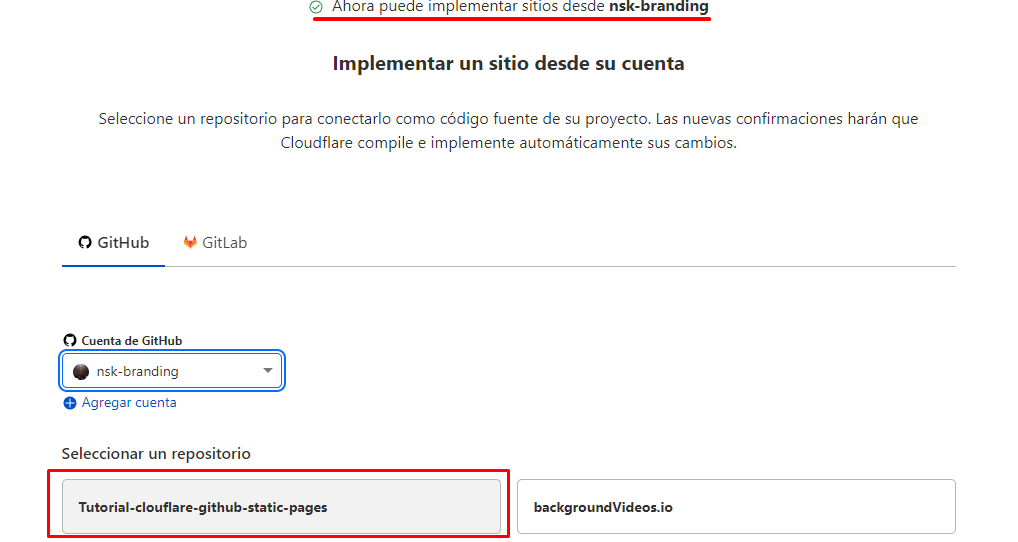 Ahora puede implementar sitios desde nsk-branding
Implementar un sitio desde su cuenta
Seleccione un repositorio para conectarlo como código fuente de su proyecto. Las nuevas confirmaciones harán que
Cloudflare compile e implemente automáticamente sus cambios.
GitHub
GitLab
Cuenta de GitHub
nsk-branding
Agregar cuenta
Seleccionar un repositorio
Tutorial-clouflare-github-static-pages
backgroundVideos.io